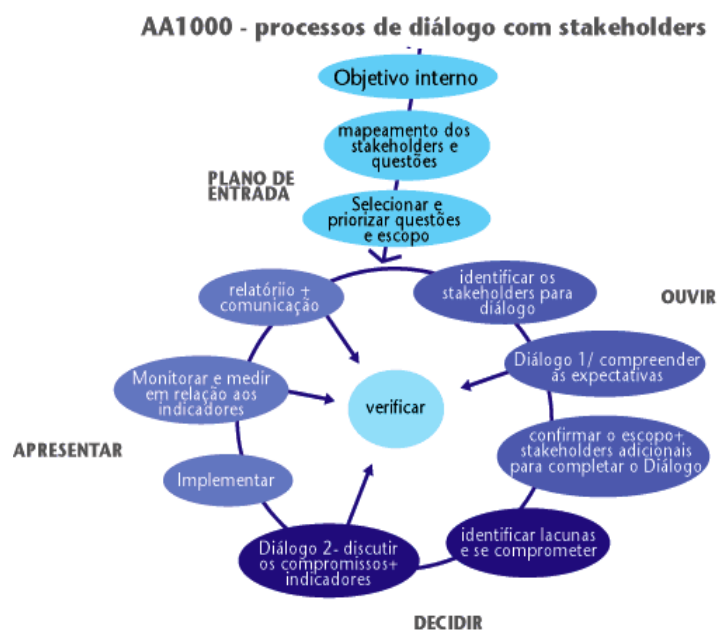 AA1000 - processos de diálogo com stakeholders
Objetivo interno
mapeamento dos
stakeholders e
questões
PLANO DE
ENTRADA
Selecionar e
priorizar questões
e escopo
relatóriio +
comunicação
identificar os
stakeholders para
diálogo
OUVIR
Diálogo 1/ compreender
as expectativas
Monitorar e medir
em relação aos
indicadores
verificar
confirmar o escopo+
stakeholders adicionais
para completar o Diálogo
APRESENTAR
Implementar
identificar lacunas
e se comprometer
Diálogo 2- discutir
os compromissos+
indicadores
DECIDIR